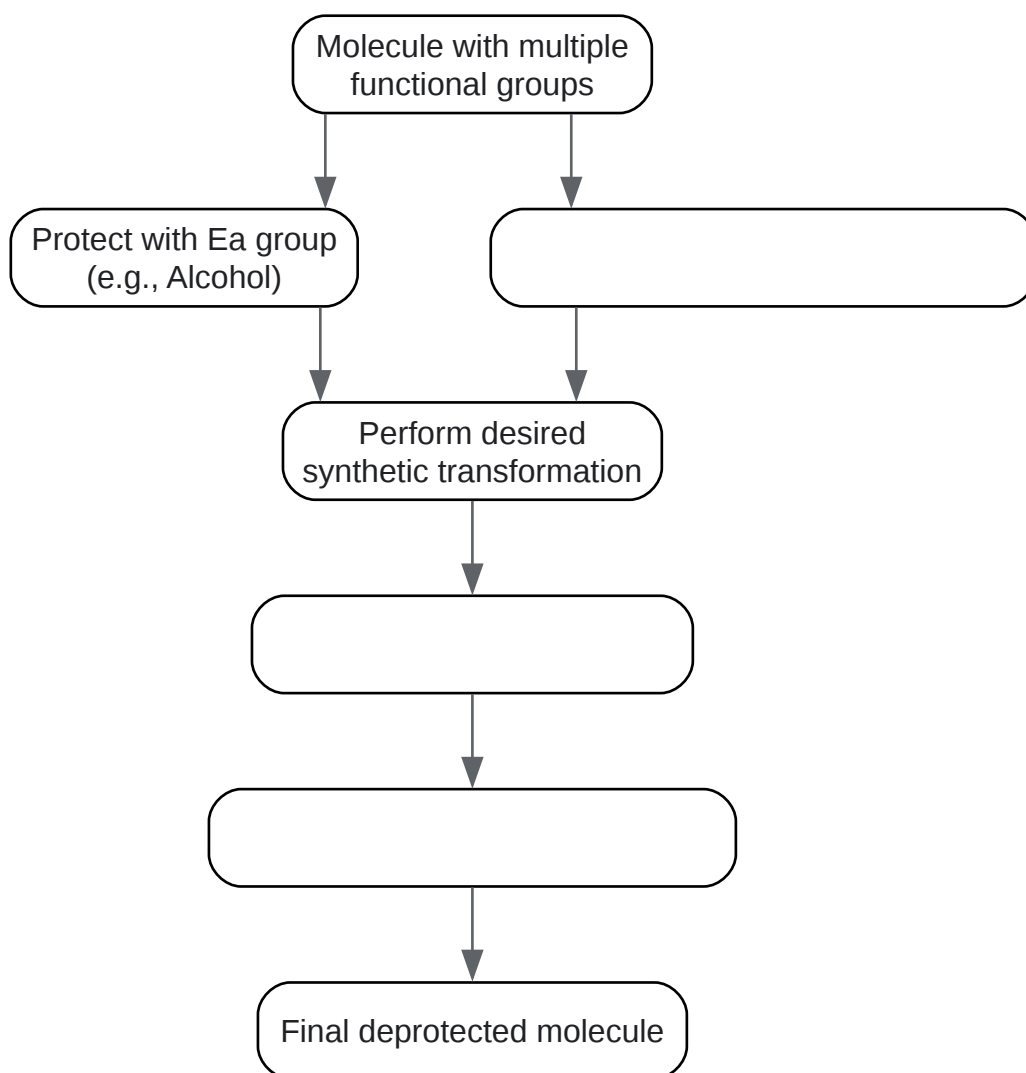 Molecule with multiple
functional groups
Protect with Ea group
(e.g., Alcohol)
Perform desired
synthetic transformation
Final deprotected molecule